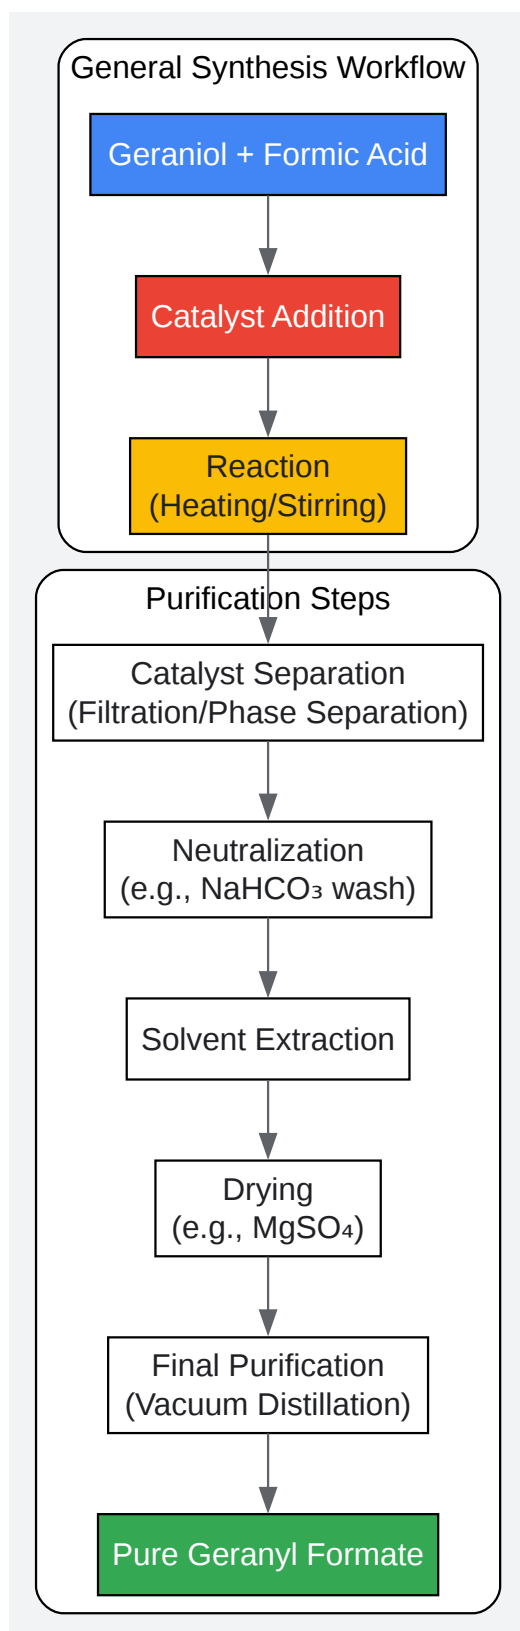 General Synthesis Workflow
Geraniol + Formic Acid
Catalyst Addition
Reaction
(Heating/Stirring)
Purification Steps
Catalyst Separation
(Filtration/Phase Separation)
Neutralization
(e.g., NaHCO₃ wash)
Solvent Extraction
Drying
(e.g., MgSO₄)
Final Purification
(Vacuum Distillation)
Pure Geranyl Formate